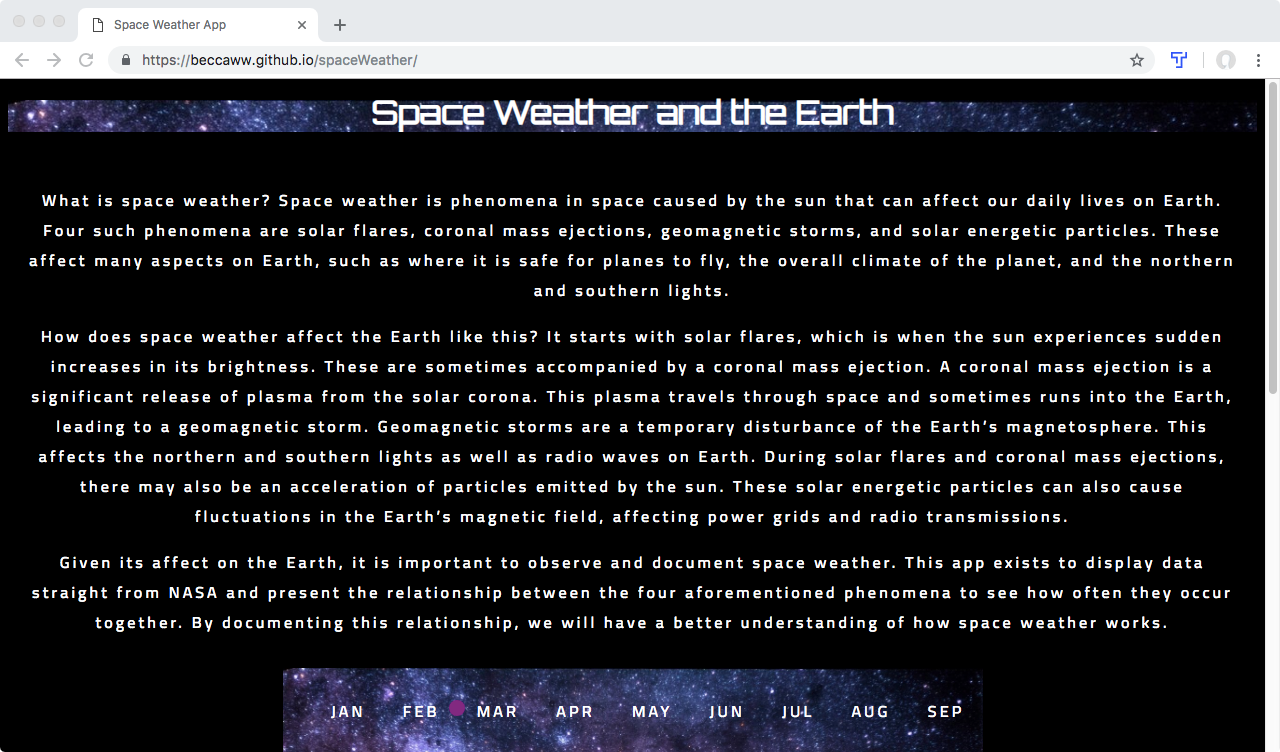 Space Weather App
https://beccaww.github.io/spaceWeather/
Space Weather and the Earth
What is space weather? Space weather is phenomena in space caused by the sun that can affect our daily lives on Earth.
Four such phenomena are solar flares, coronal mass ejections, geomagnetic storms, and solar energetic particles. These
affect many aspects on Earth, such as where it is safe for planes to fly, the overall climate of the planet, and the northern
and southern lights.
How does space weather affect the Earth like this? It starts with solar flares, which is when the sun experiences sudden
increases in its brightness. These are sometimes accompanied by a coronal mass ejection. A coronal mass ejection is a
significant release of plasma from the solar corona. This plasma travels through space and sometimes runs into the Earth,
leading to a geomagnetic storm. Geomagnetic storms are a temporary disturbance of the Earth’s magnetosphere. This
affects the northern and southern lights as well as radio waves on Earth. During solar flares and coronal mass ejections,
there may also be an acceleration of particles emitted by the sun. These solar energetic particles can also cause
fluctuations in the Earth’s magnetic field, affecting power grids and radio transmissions.
Given its affect on the Earth, it is important to observe and document space weather. This app exists to display data
straight from NASA and present the relationship between the four aforementioned phenomena to see how often they occur
together. By documenting this relationship, we will have a better understanding of how space weather works.
JAN FEB MAR APR MAY JUN JUL AUG SEP